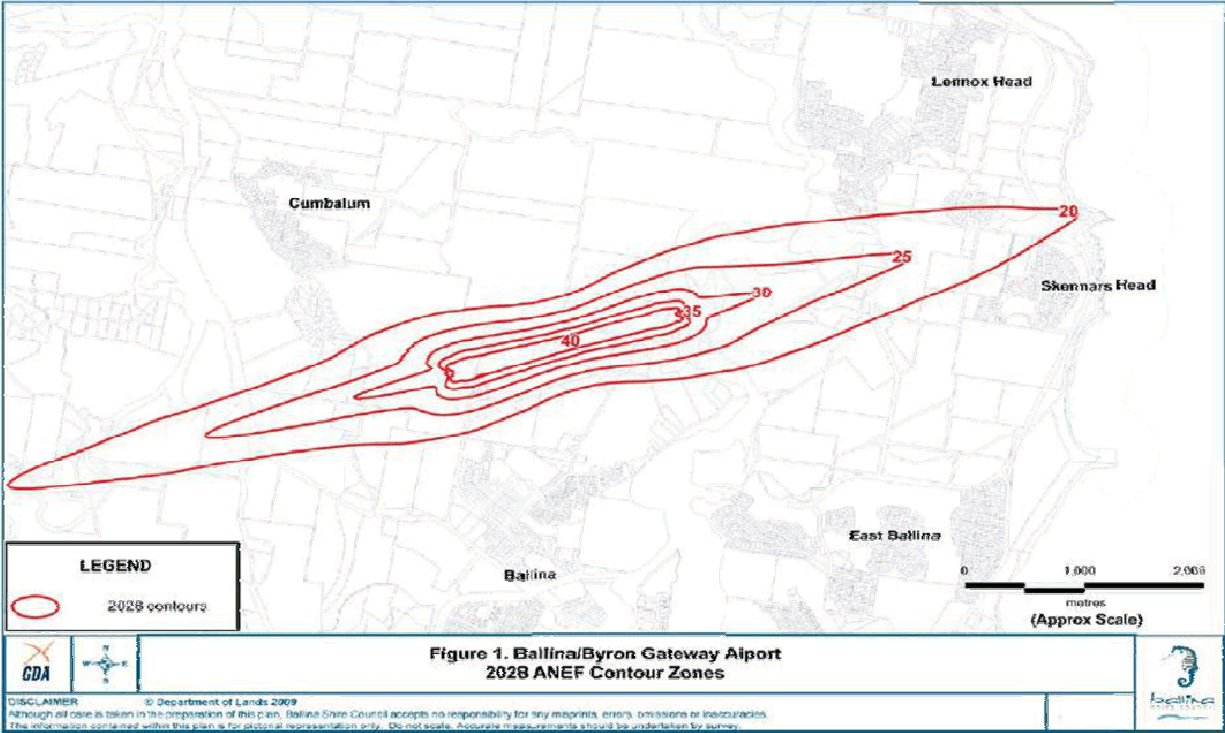 Lennox Head
Cumbalum
20
25
Skennars Head
30
35
40
East Ballina
LEGEND
2028 contours
Ballina
0 1,000 2,000
metres
(Approx Scale)
GDA
N
W E
S
Figure 1. Ballina/Byron Gateway Aiport
2028 ANEF Contour Zones
DISCLAIMER © Department of Lands 2009
Although all care is taken in the preparation of this plan, Ballina Shire Council accepts no responsibility for any misprints, errors, omissions or inaccuracies.
The information contained within this plan is for pictorial representation only. Do not scale. Accurate measurements should be undertaken by survey.
ballina
shire council